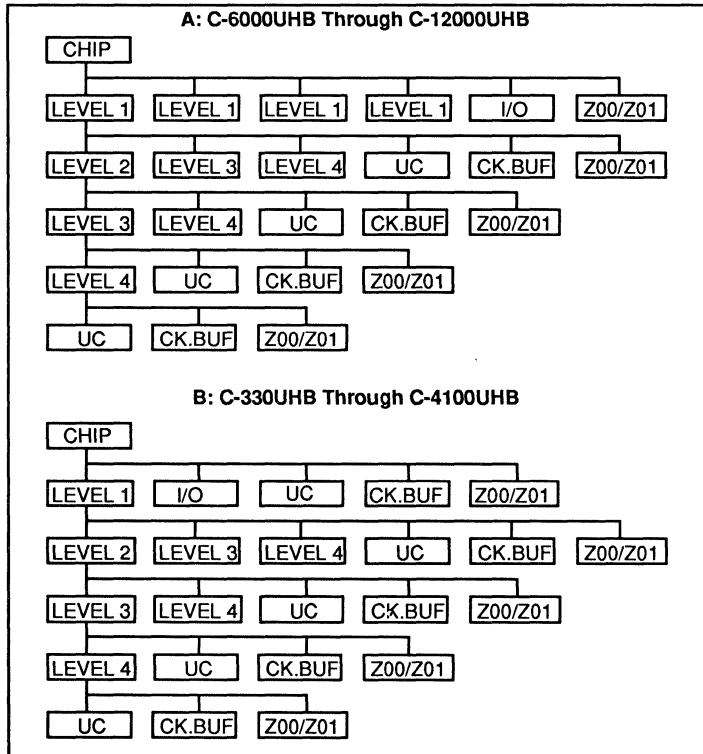 A: C-6000UHB Through C-12000UHB
CHIP
LEVEL 1 LEVEL 1 LEVEL 1 LEVEL 1 I/O Z00/Z01
LEVEL 2 LEVEL 3 LEVEL 4 UC CK.BUF Z00/Z01
LEVEL 3 LEVEL 4 UC CK.BUF Z00/Z01
LEVEL 4 UC CK.BUF Z00/Z01
UC CK.BUF Z00/Z01
B: C-330UHB Through C-4100UHB
CHIP
LEVEL 1 I/O UC CK.BUF Z00/Z01
LEVEL 2 LEVEL 3 LEVEL 4 UC CK.BUF Z00/Z01
LEVEL 3 LEVEL 4 UC CK.BUF Z00/Z01
LEVEL 4 UC CK.BUF Z00/Z01
UC CK.BUF Z00/Z01